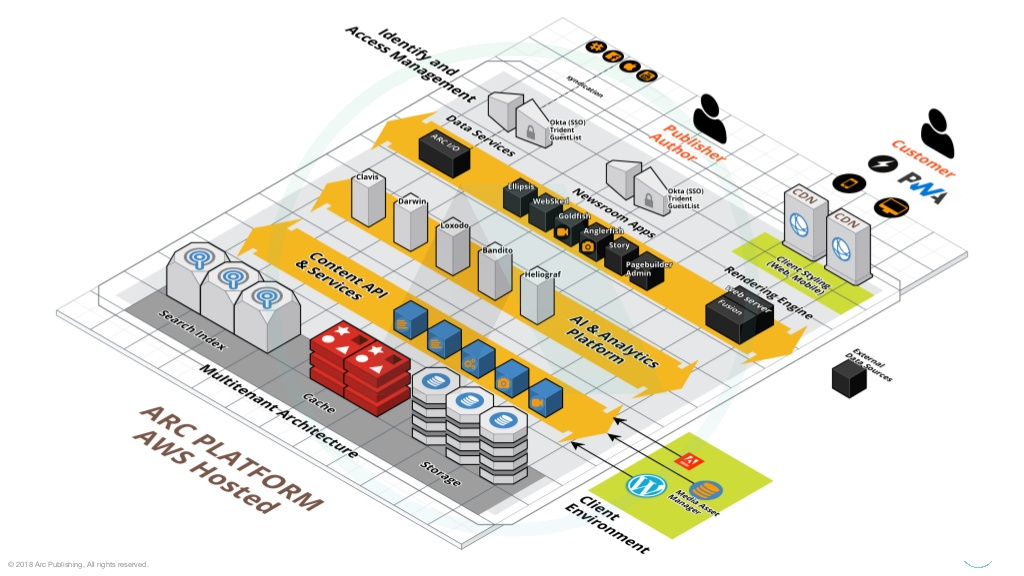 Identify and
Access Management
syndication
Okta (SSO)
Trident
GuestList
Publisher
Author
Customer
PWA
Data Services
ARC I/O
Okta (SSO)
Trident
GuestList
Newsroom Apps
Ellipsis
WebSked
Goldfish
Anglerfish
Story
Pagebuilder
Admin
CDN
CDN
Client Styling
(Web, Mobile)
Rendering Engine
Web server
Fusion
Clavis
Darwin
Loxodo
Bandito
Heliograf
AI & Analytics
Platform
Content API
& Services
External
Data Sources
Search Index
Cache
Storage
Multitenant Architecture
ARC PLATFORM
AWS Hosted
Media Asset
Manager
Client
Environment
© 2018 Arc Publishing, All rights reserved.